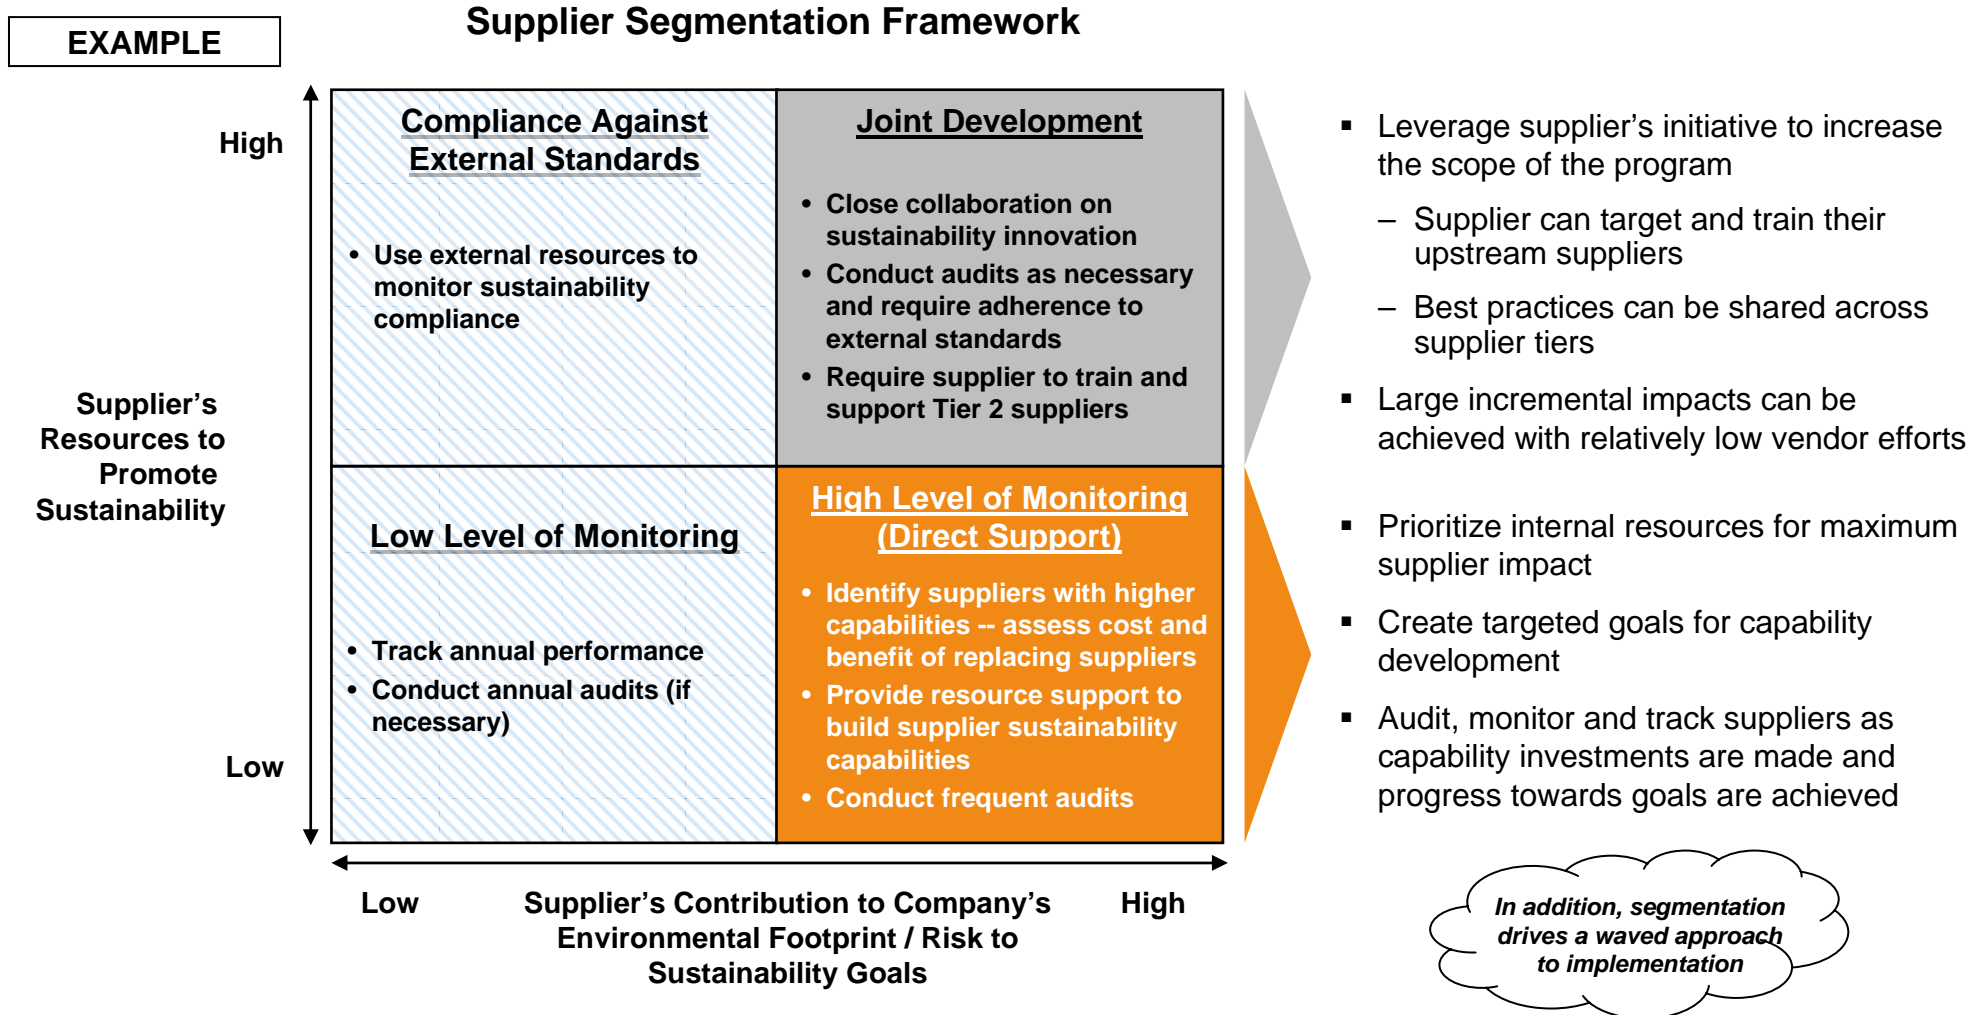 Supplier Segmentation Framework
EXAMPLE
High
Supplier’s
Resources to
Promote
Sustainability
Low
Compliance Against
External Standards
• Use external resources to
monitor sustainability
compliance
Joint Development
• Close collaboration on
sustainability innovation
• Conduct audits as necessary
and require adherence to
external standards
• Require supplier to train and
support Tier 2 suppliers
Low Level of Monitoring
• Track annual performance
• Conduct annual audits (if
necessary)
High Level of Monitoring
(Direct Support)
• Identify suppliers with higher
capabilities -- assess cost and
benefit of replacing suppliers
• Provide resource support to
build supplier sustainability
capabilities
• Conduct frequent audits
Low
Supplier’s Contribution to Company’s
Environmental Footprint / Risk to
Sustainability Goals
High
▪ Leverage supplier’s initiative to increase
the scope of the program
– Supplier can target and train their
upstream suppliers
– Best practices can be shared across
supplier tiers
▪ Large incremental impacts can be
achieved with relatively low vendor efforts
▪ Prioritize internal resources for maximum
supplier impact
▪ Create targeted goals for capability
development
▪ Audit, monitor and track suppliers as
capability investments are made and
progress towards goals are achieved
In addition, segmentation
drives a waved approach
to implementation